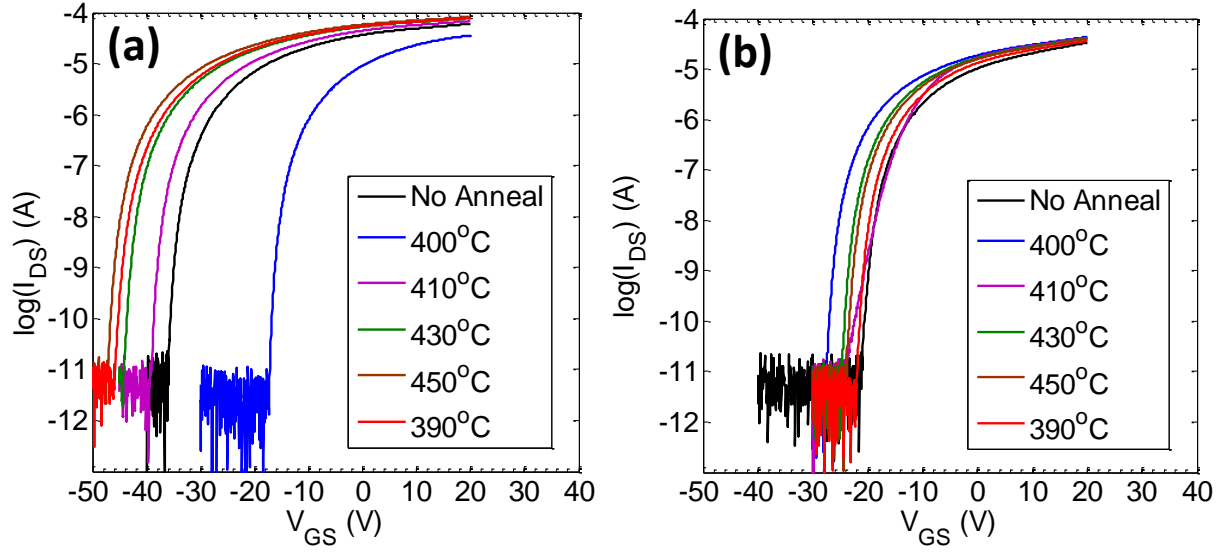 (a)
log(I_DS) (A)
-4
-5
-6
-7
-8
-9
-10
-11
-12
No Anneal
400°C
410°C
430°C
450°C
390°C
-50 -40 -30 -20 -10 0 10 20 30 40
V_GS (V)
(b)
log(I_DS) (A)
-4
-5
-6
-7
-8
-9
-10
-11
-12
No Anneal
400°C
410°C
430°C
450°C
390°C
-50 -40 -30 -20 -10 0 10 20 30 40
V_GS (V)